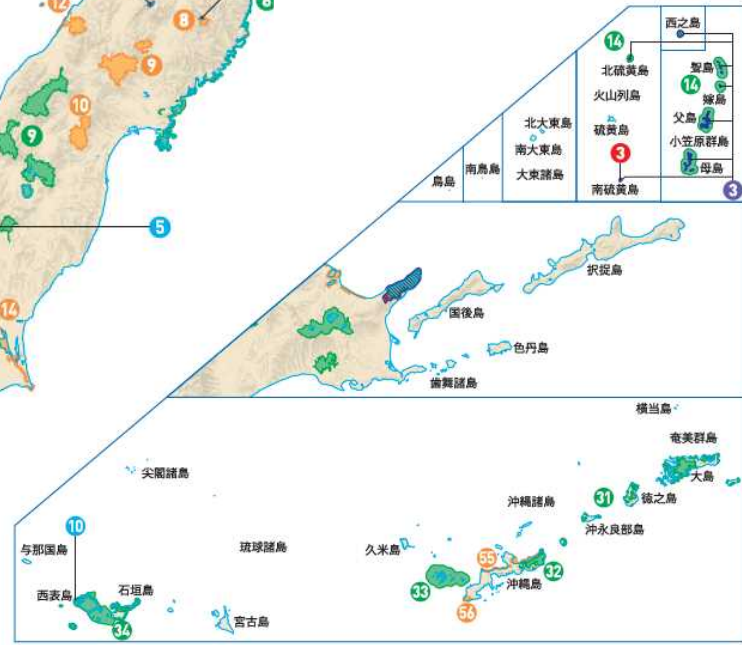 12
8
6
9
10
9
5
14
西之島
14
北硫黄島
聟島
14
嫁島
火山列島
父島
北大東島
硫黄島
小笠原群島
南大東島
3
母島
南鳥島
大東諸島
鳥島
南硫黄島
3
択捉島
国後島
色丹島
歯舞諸島
横当島
奄美群島
大島
尖閣諸島
31
徳之島
沖縄諸島
沖永良部島
10
与那国島
琉球諸島
久米島
55
32
沖縄島
西表島
石垣島
33
56
34
宮古島